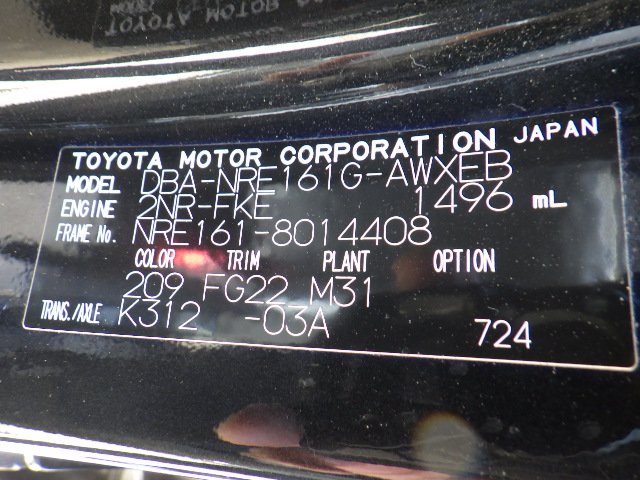 TOYOTA MOTOR CORPORATION JAPAN
MODEL DBA-NRE161G-AWXEB
ENGINE 2NR-FKE 1496 mL
FRAME No. NRE161-8014408
COLOR TRIM PLANT OPTION
209 FG22 M31
TRANS./AXLE K312 -03A
724